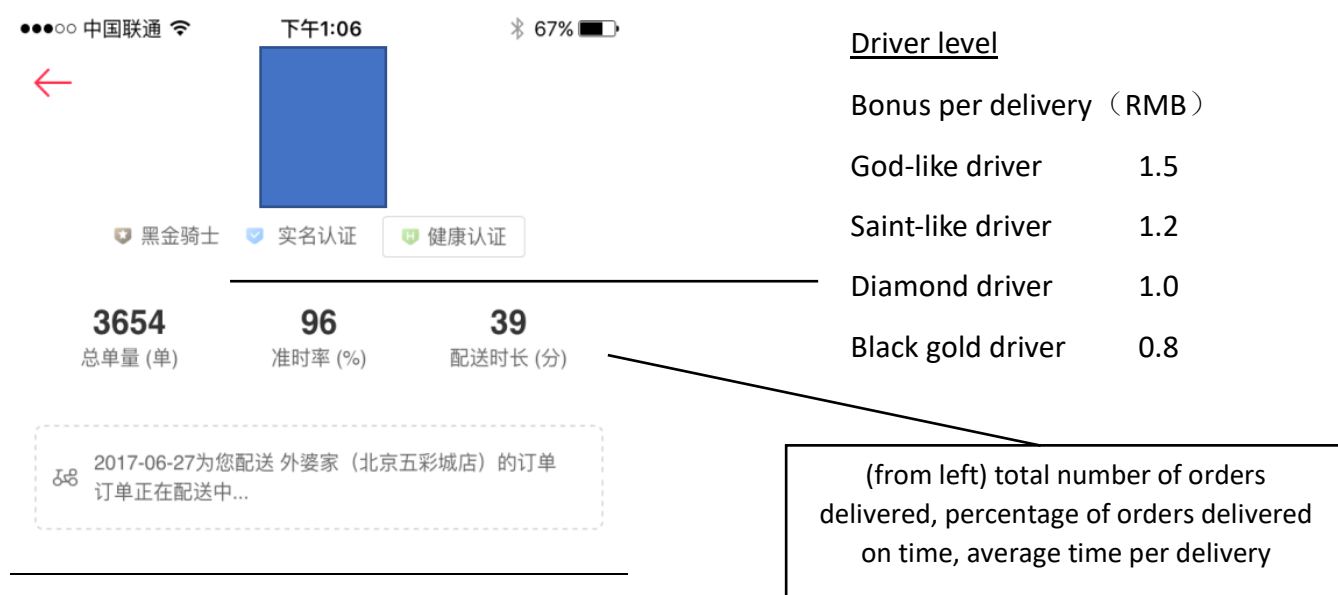 ●●●○○ 中国联通 下午1:06 67%
黑金骑士 实名认证 H 健康认证
3654 96 39
总单量 (单) 准时率 (%) 配送时长 (分)
2017-06-27为您配送 外婆家（北京五彩城店）的订单
订单正在配送中...
Driver level
Bonus per delivery（RMB）
God-like driver 1.5
Saint-like driver 1.2
Diamond driver 1.0
Black gold driver 0.8
(from left) total number of orders
delivered, percentage of orders delivered
on time, average time per delivery